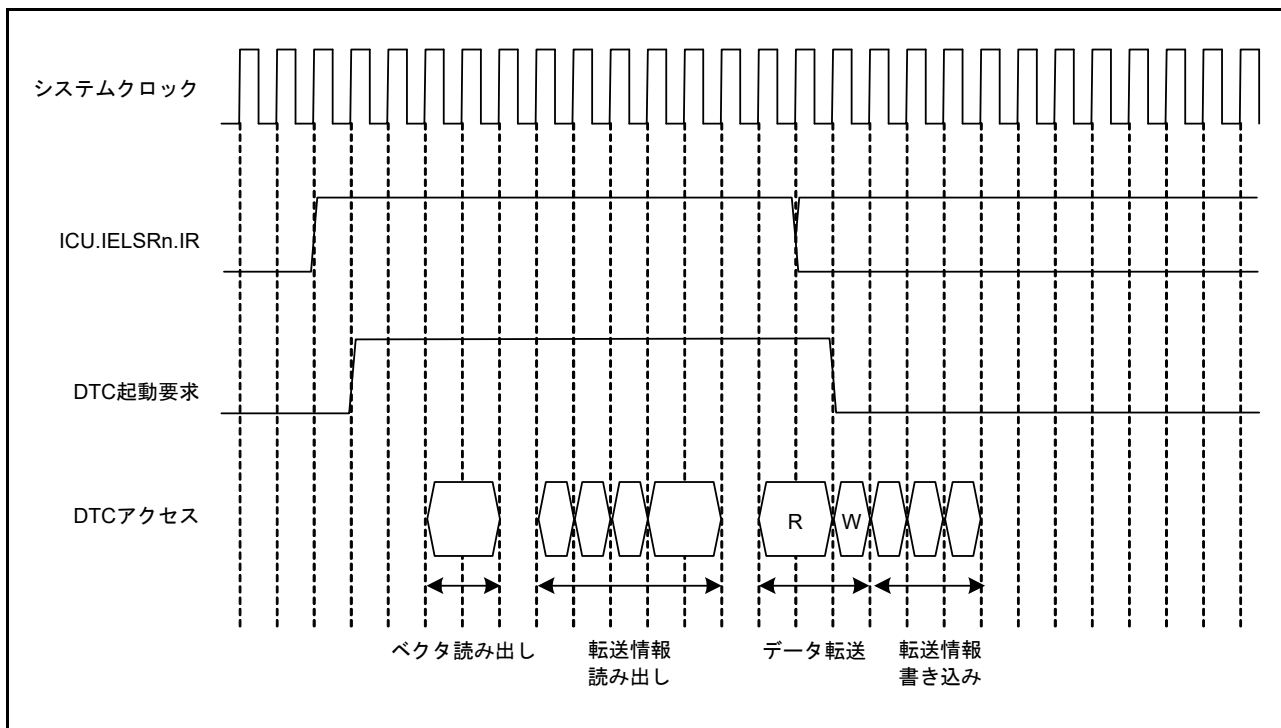 システムクロック
ICU.IELSRn.IR
DTC起動要求
DTCアクセス
R
W
ベクタ読み出し
転送情報
読み出し
データ転送
転送情報
書き込み